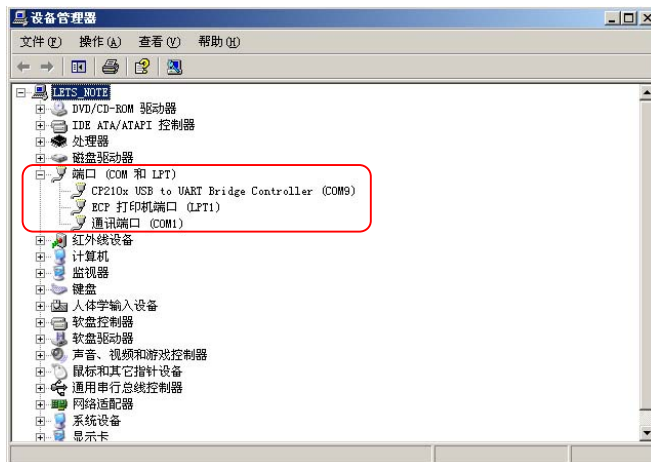 设备管理器
文件(F) 操作(A) 查看(V) 帮助(H)
LETS_NOTE
DVD/CD-ROM 驱动器
IDE ATA/ATAPI 控制器
处理器
磁盘驱动器
端口 (COM 和 LPT)
CP210x USB to UART Bridge Controller (COM9)
ECP 打印机端口 (LPT1)
通讯端口 (COM1)
红外线设备
计算机
监视器
键盘
人体学输入设备
软盘控制器
软盘驱动器
声音、视频和游戏控制器
鼠标和其它指针设备
通用串行总线控制器
网络适配器
系统设备
显示卡